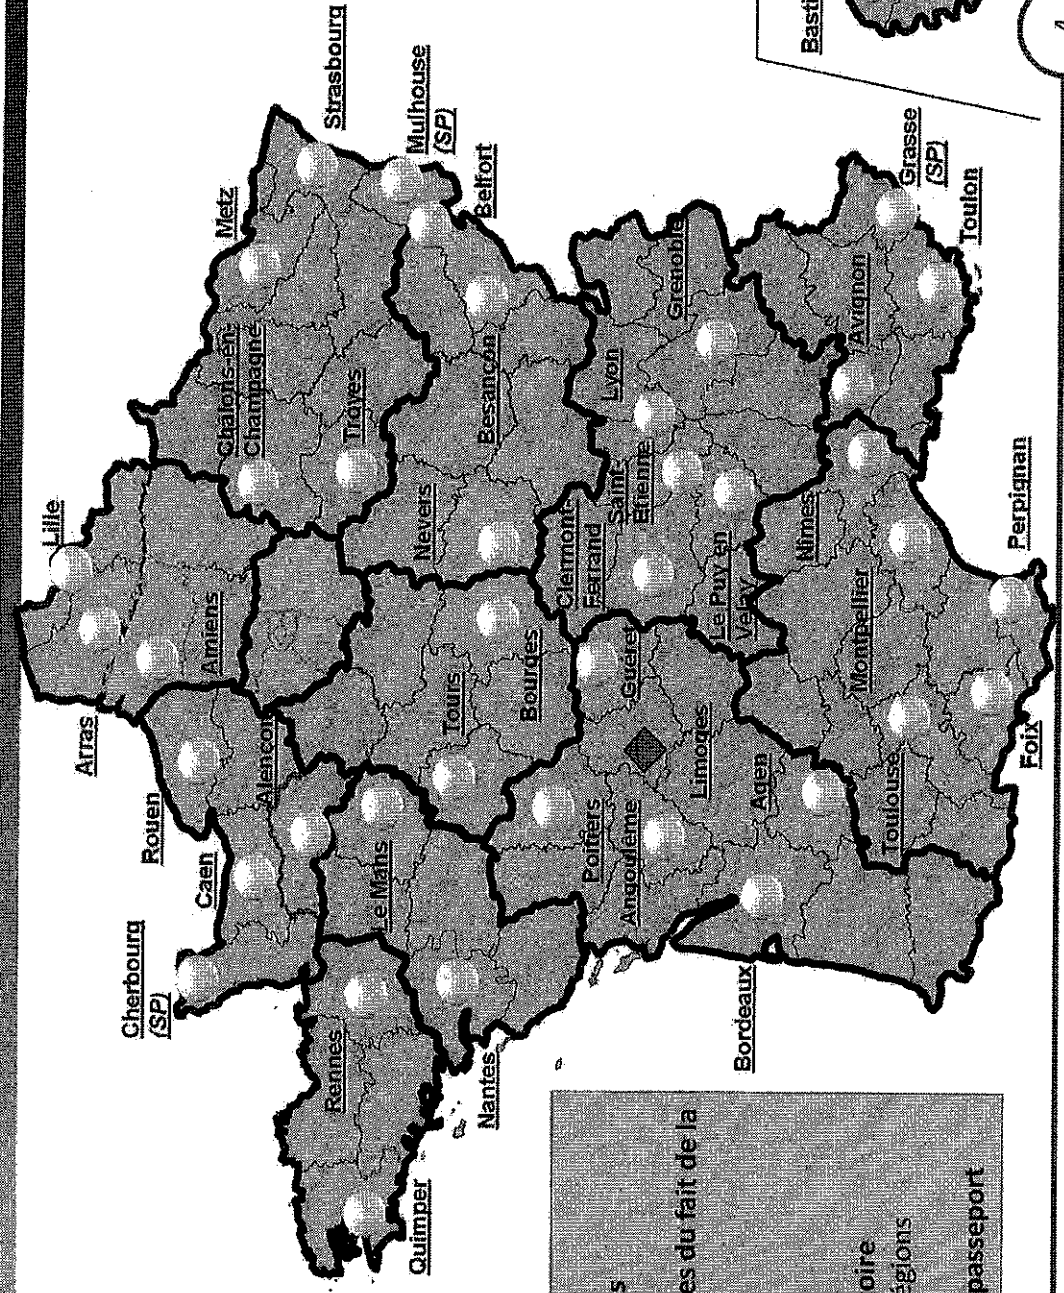 Lille
Arras
Amiens
Rouen
Caen
Cherbourg
(SP)
Alençon
Metz
Strasbourg
Mulhouse
(SP)
Belfort
Châlons-en-
Champagne
Troyes
Quimper
Rennes
Le Mans
Nantes
Tours
Bourges
Nevers
Besançon
Poitiers
Angoulême
Guéret
Limoges
Clermont-
Ferrand
Saint-
Etienne
Lyon
Grenoble
Le Puy en
Velay
Bordeaux
Agen
Toulouse
Montpellier
Nîmes
Avignon
Grasse
(SP)
Toulon
Foix
Perpignan
Basti
s
es du fait de la
oire
égions
passeport